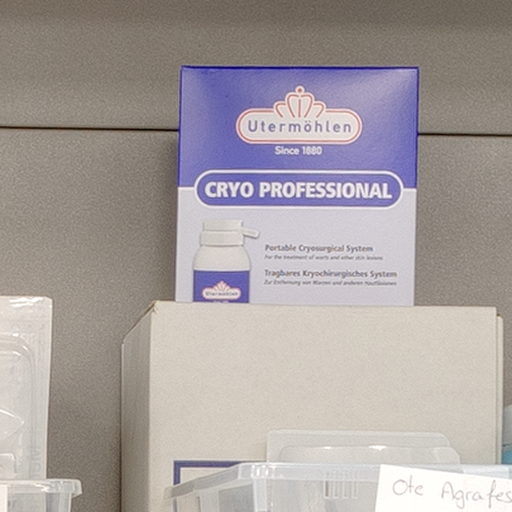 Utermöhlen
Since 1880
CRYO PROFESSIONAL
Portable Cryosurgical System
For the treatment of warts and other skin lesions
Tragbares Kryochirurgisches System
Zur Entfernung von Warzen und anderen Hautläsionen
Utermöhlen
Ote Agrafes